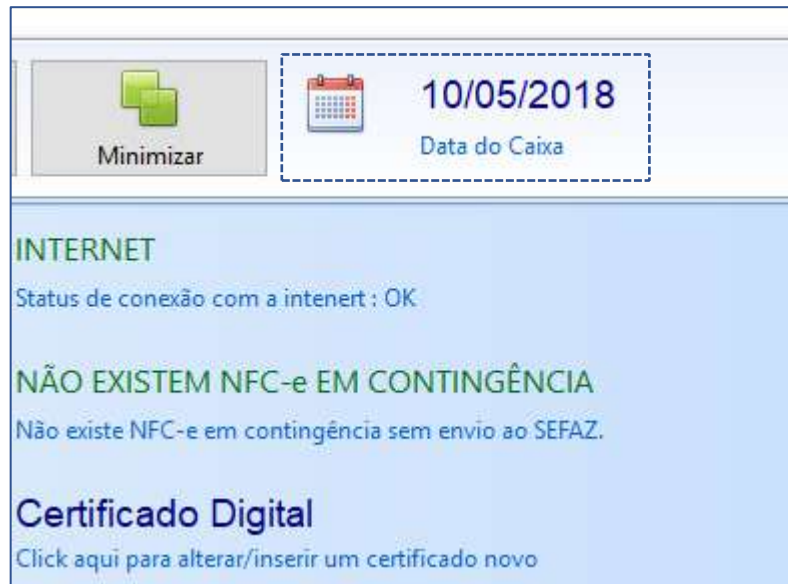 Minimizar
10/05/2018
Data do Caixa
INTERNET
Status de conexão com a intenert : OK
NÃO EXISTEM NFC-e EM CONTINGÊNCIA
Não existe NFC-e em contingência sem envio ao SEFAZ.
Certificado Digital
Click aqui para alterar/inserir um certificado novo